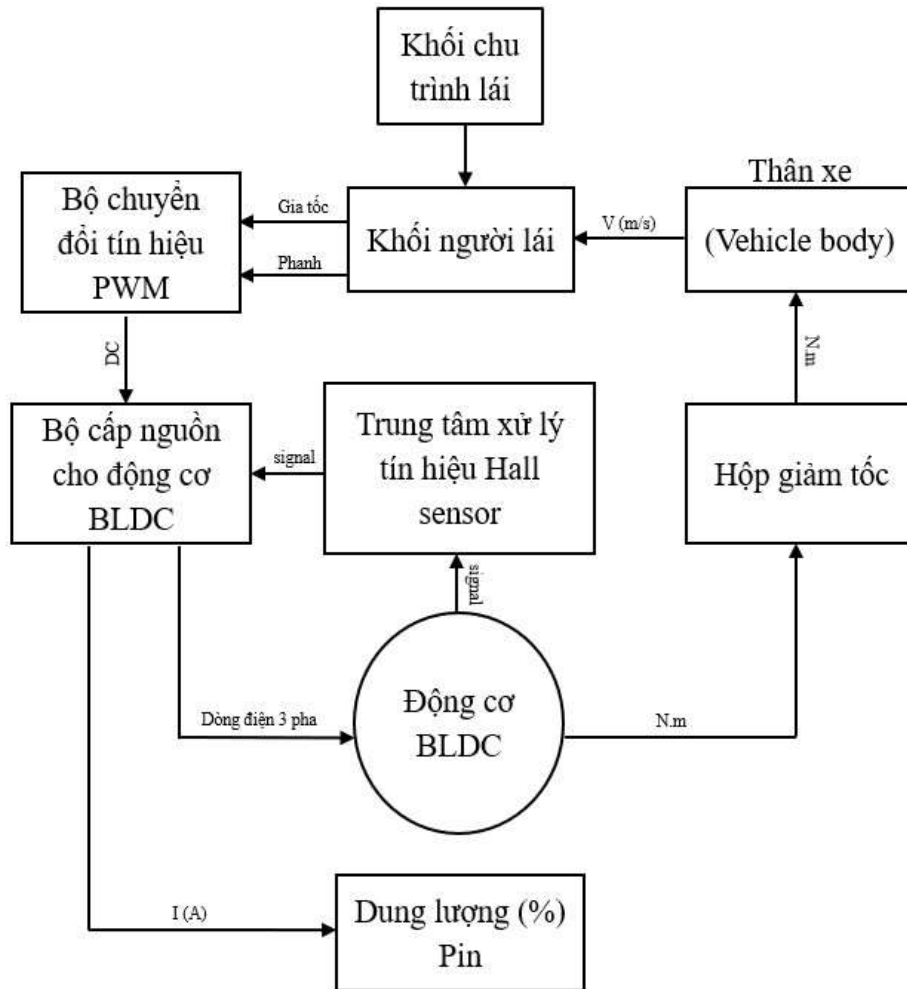 Khối chu
trình lái
Thân xe
Bộ chuyển
đổi tín hiệu
PWM
Gia tốc
Phanh
Khối người lái
V (m/s)
(Vehicle body)
DC
N.m
Bộ cấp nguồn
cho động cơ
BLDC
signal
Trung tâm xử lý
tín hiệu Hall
sensor
Hộp giảm tốc
signal
Dòng điện 3 pha
Động cơ
BLDC
N.m
I (A)
Dung lượng (%)
Pin